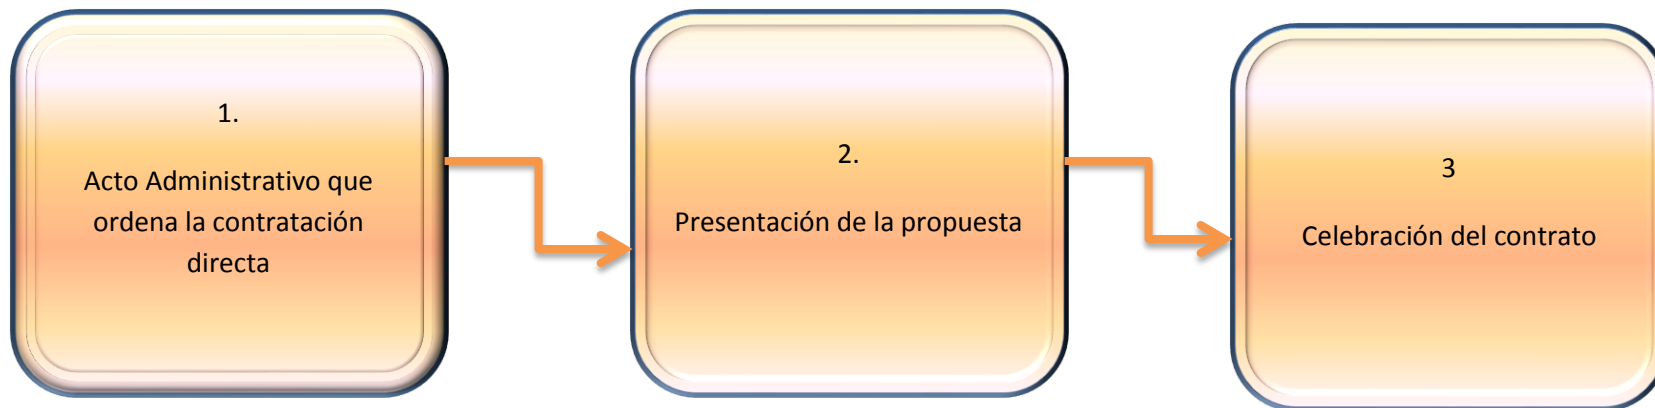 1.
Acto Administrativo que
ordena la contratación
directa
2.
Presentación de la propuesta
3
Celebración del contrato